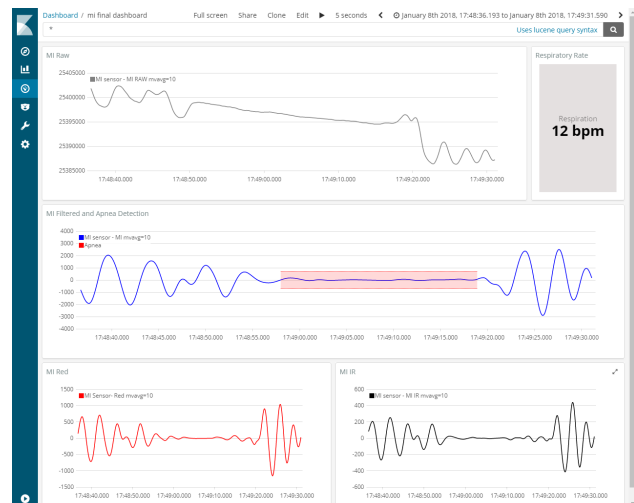 Dashboard / mi final dashboard
Full screen Share Clone Edit 5 seconds January 8th 2018, 17:48:36.193 to January 8th 2018, 17:49:31.590
*
Uses lucene query syntax
MI Raw
MI sensor - MI RAW mvavg=10
25405000
25400000
25395000
25390000
25385000
17:48:40.000 17:48:50.000 17:49:00.000 17:49:10.000 17:49:20.000 17:49:30.000
Respiratory Rate
Respiration
12 bpm
MI Filtered and Apnea Detection
MI sensor - MI mvavg=10
Apnea
4000
3000
2000
1000
0
-1000
-2000
-3000
-4000
17:48:40.000 17:48:45.000 17:48:50.000 17:48:55.000 17:49:00.000 17:49:05.000 17:49:10.000 17:49:15.000 17:49:20.000 17:49:25.000 17:49:30.000
MI Red
MI Sensor- Red mvavg=10
1500
1000
500
0
-500
-1000
-1500
17:48:40.000 17:48:50.000 17:49:00.000 17:49:10.000 17:49:20.000 17:49:30.000
MI IR
MI sensor - MI IR mvavg=10
600
400
200
0
-200
-400
-600
17:48:40.000 17:48:50.000 17:49:00.000 17:49:10.000 17:49:20.000 17:49:30.000